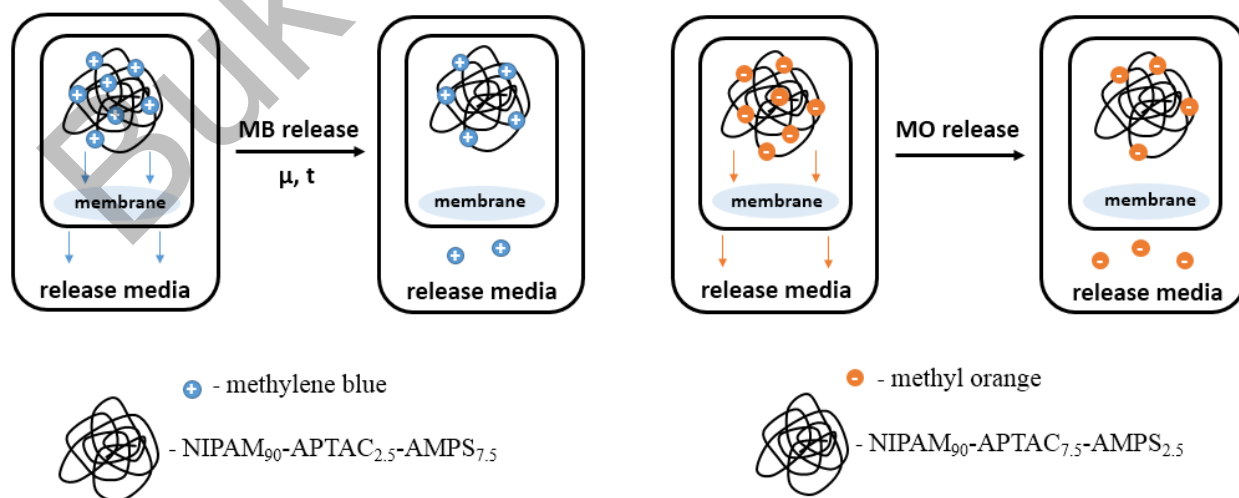 Buk
MB release
μ, t
membrane
membrane
release media
release media
MO release
membrane
membrane
release media
release media
+ - methylene blue
- NIPAM90-APTAC2.5-AMPS7.5
- - methyl orange
- NIPAM90-APTAC7.5-AMPS2.5